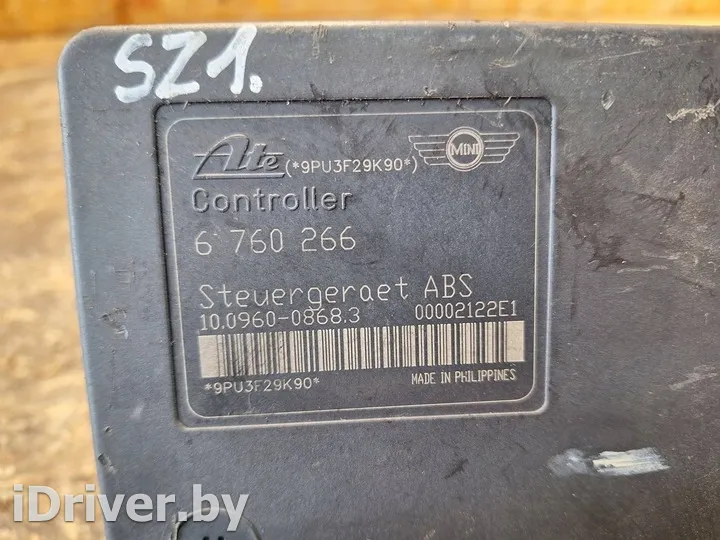 SZ1.
Ate (*9PU3F29K90*) MINI
Controller
6 760 266
Steuergeraet ABS
10.0960-0868.3 00002122E1
*9PU3F29K90* MADE IN PHILIPPINES
iDriver.by